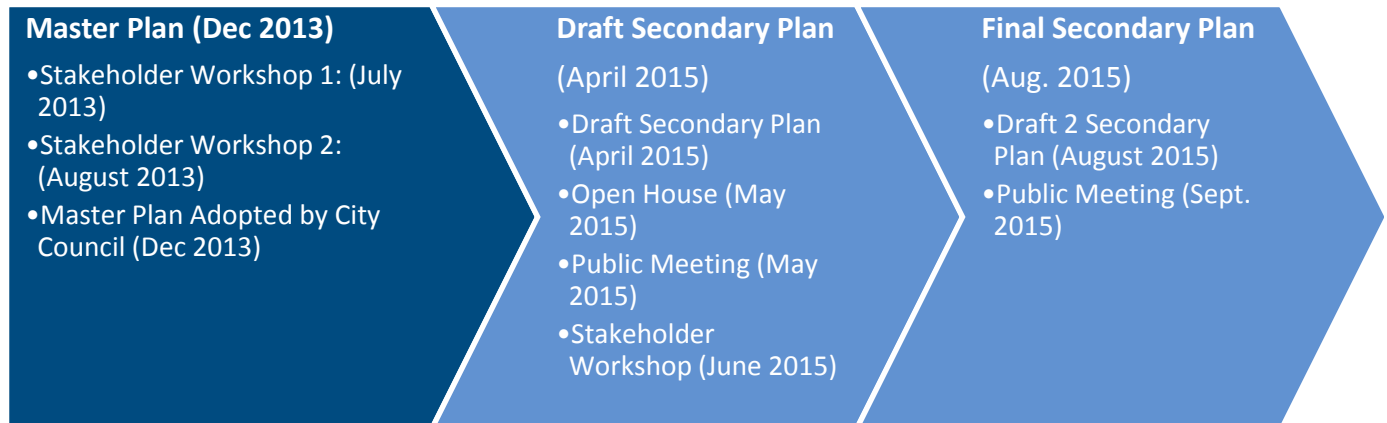 Master Plan (Dec 2013)
•Stakeholder Workshop 1: (July
2013)
•Stakeholder Workshop 2:
(August 2013)
•Master Plan Adopted by City
Council (Dec 2013)
Draft Secondary Plan
(April 2015)
•Draft Secondary Plan
(April 2015)
•Open House (May
2015)
•Public Meeting (May
2015)
•Stakeholder
Workshop (June 2015)
Final Secondary Plan
(Aug. 2015)
•Draft 2 Secondary
Plan (August 2015)
•Public Meeting (Sept.
2015)